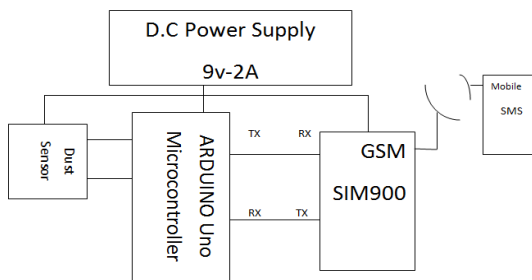 D.C Power Supply
9v-2A
Dust
Sensor
ARDUINO Uno
Microcontroller
TX
RX
RX
TX
GSM
SIM900
Mobile
SMS